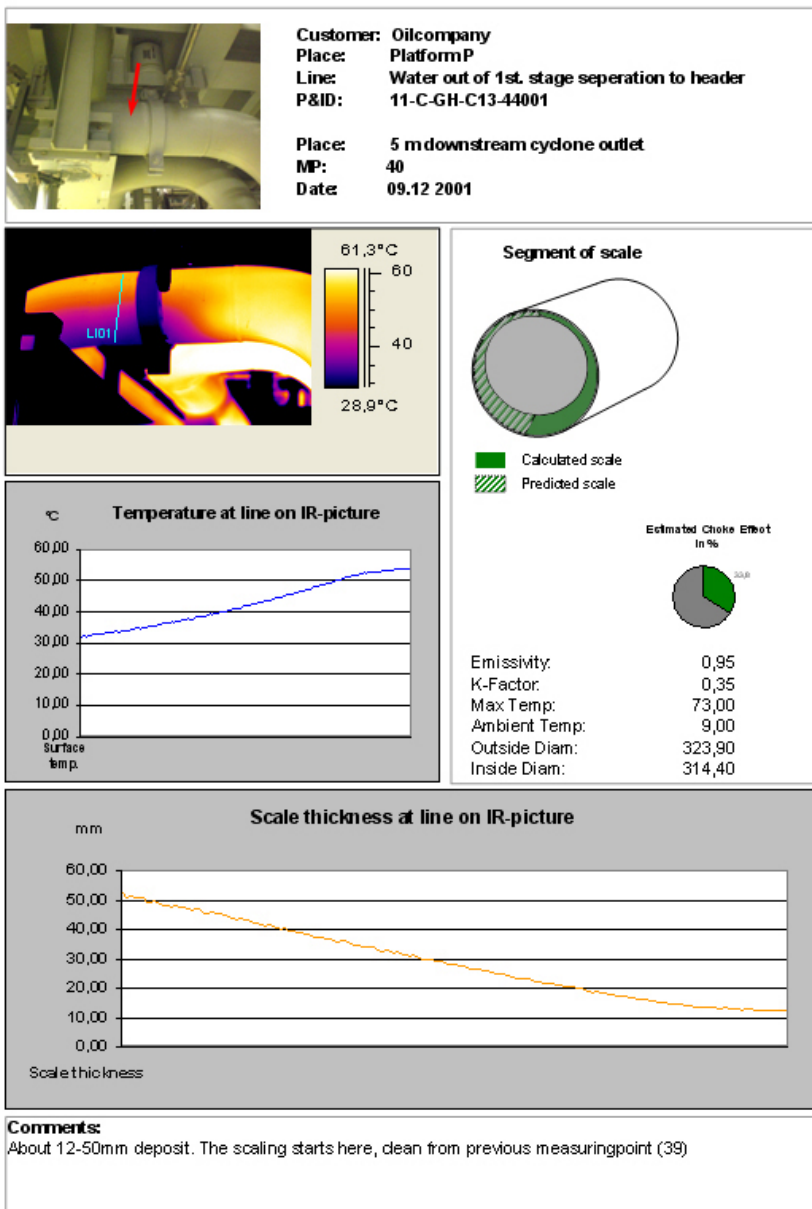 Customer: Oilcompany
Place: Platform P
Line: Water out of 1st. stage seperation to header
P&ID: 11-C-GH-C13-44001
Place: 5 m downstream cyclone outlet
MP: 40
Date: 09.12 2001
61,3°C
60
40
28,9°C
LI01
Segment of scale
Calculated scale
Predicted scale
°C Temperature at line on IR-picture
60,00
50,00
40,00
30,00
20,00
10,00
0,00
Surface
temp.
Estimated Choke Effect
in %
33,8
Emissivity: 0,95
K-Factor: 0,35
Max Temp: 73,00
Ambient Temp: 9,00
Outside Diam: 323,90
Inside Diam: 314,40
Scale thickness at line on IR-picture
mm
60,00
50,00
40,00
30,00
20,00
10,00
0,00
Scale thickness
Comments:
About 12-50mm deposit. The scaling starts here, clean from previous measuringpoint (39)